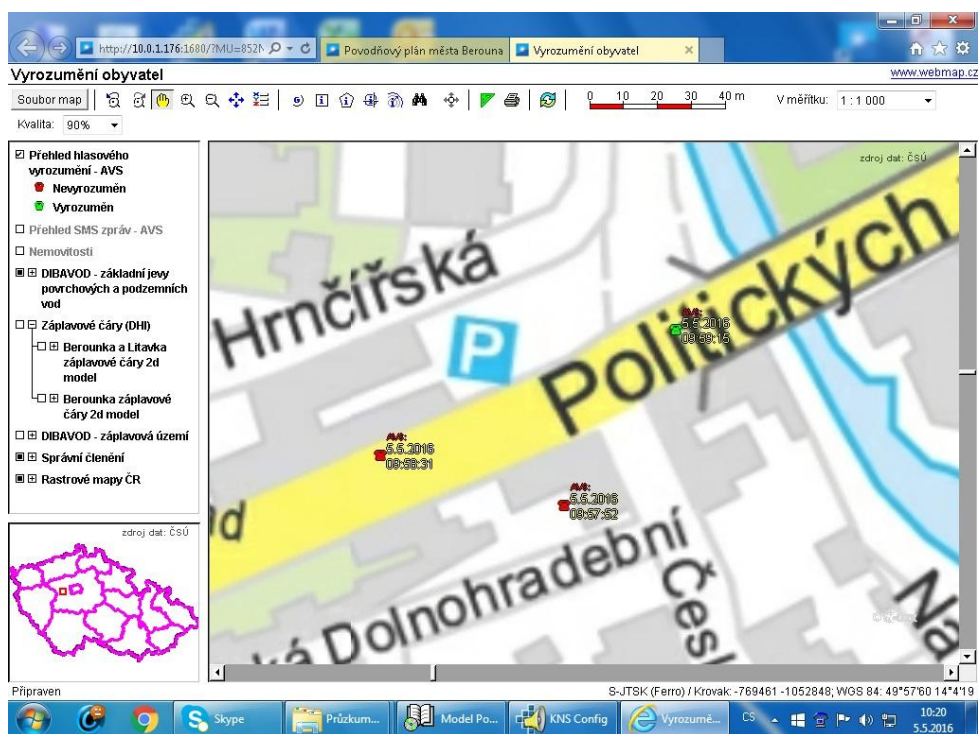 http://10.0.1.176:1680/?MU=852N
Povodňový plán města Berouna
Vyrozumění obyvatel
Vyrozumění obyvatel
www.webmap.cz
Soubor map
0 10 20 30 40 m
V měřítku: 1 : 1 000
Kvalita: 90%
Přehled hlasového
vyrozumění - AVS
Nevyrozuměn
Vyrozuměn
Přehled SMS zpráv - AVS
Nemovitosti
DIBAVOD - základní jevy
povrchových a podzemních
vod
Záplavové čáry (DHI)
Berounka a Litavka
záplavové čáry 2d
model
Berounka záplavové
čáry 2d model
DIBAVOD - záplavová území
Správní členění
Rastrové mapy ČR
zdroj dat: ČSÚ
zdroj dat: ČSÚ
Hrnčířská
P
Politických
AVS:
5.5.2016
09:59:15
AVS:
5.5.2016
09:58:31
AVS:
5.5.2016
09:57:52
d
ká Dolnohradební
Česl
Na
Připraven
S-JTSK (Ferro) / Krovak: -769461 -1052848; WGS 84: 49°57'60 14°4'19
Skype
Průzkum...
Model Po...
KNS Config
Vyrozumě...
CS
10:20
5.5.2016